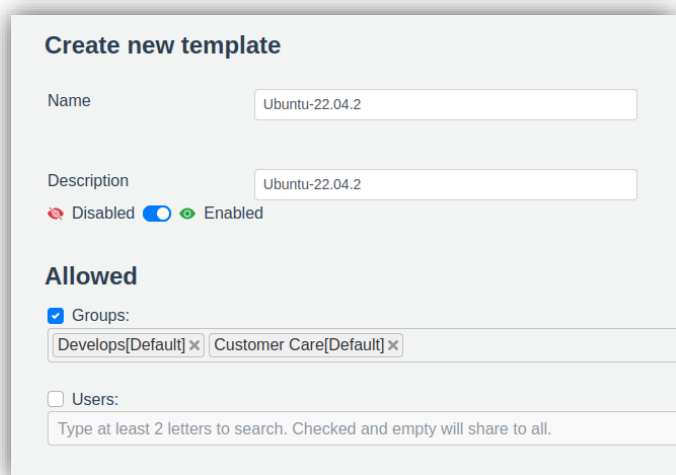 Create new template
Name
Ubuntu-22.04.2
Description
Ubuntu-22.04.2
Disabled Enabled
Allowed
Groups:
Develops[Default] × Customer Care[Default] ×
Users:
Type at least 2 letters to search. Checked and empty will share to all.